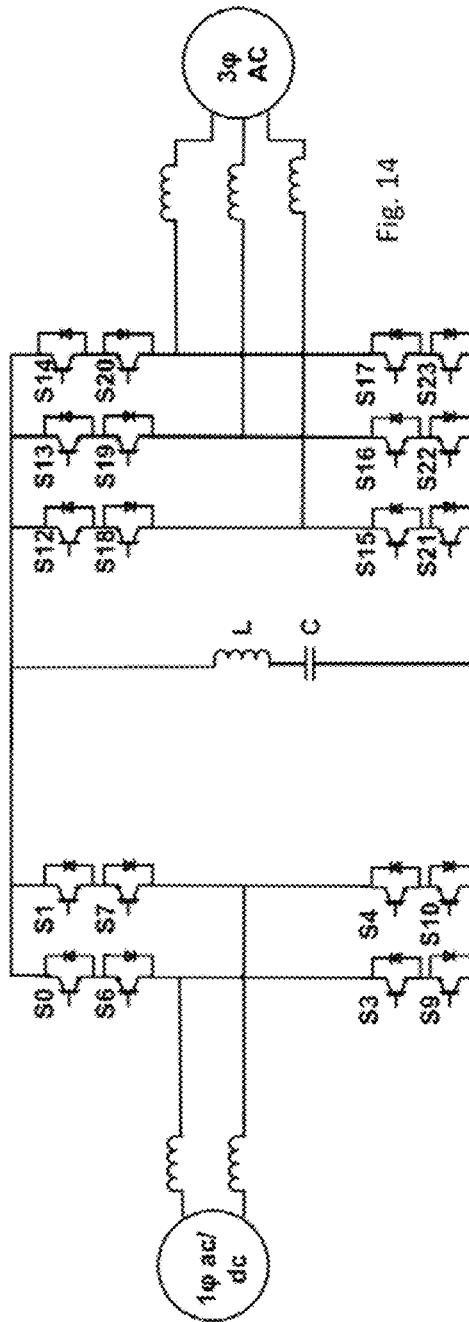 1φ ac/
dc
S0
S1
S6
S7
S3
S4
S9
S10
L
C
S12
S13
S14
S18
S19
S20
S15
S16
S17
S21
S22
S23
3φ
AC
Fig. 14